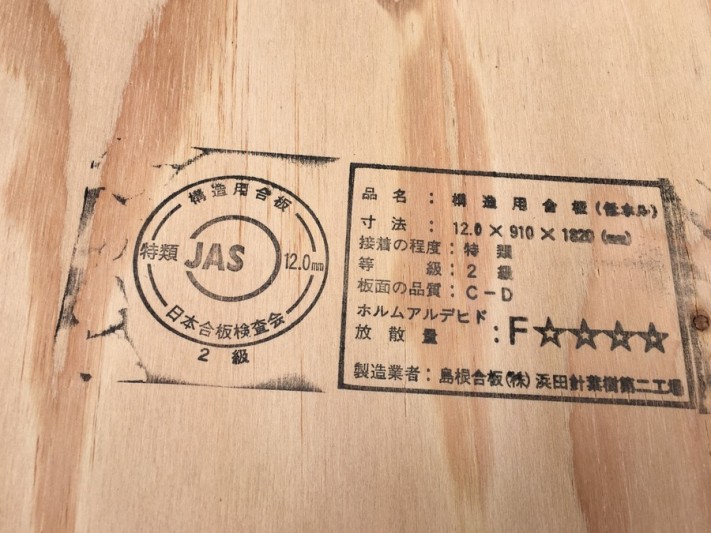 構造用合板
特類 JAS 12.0mm
日本合板検査会
2 級
品名 : 構造用合板(低ホル)
寸法 : 12.0×910×1820(mm)
接着の程度 : 特類
等級 : 2級
板面の品質 : C-D
ホルムアルデヒド
放散量 : F☆☆☆☆
製造業者 : 島根合板(株)浜田針葉樹第二工場